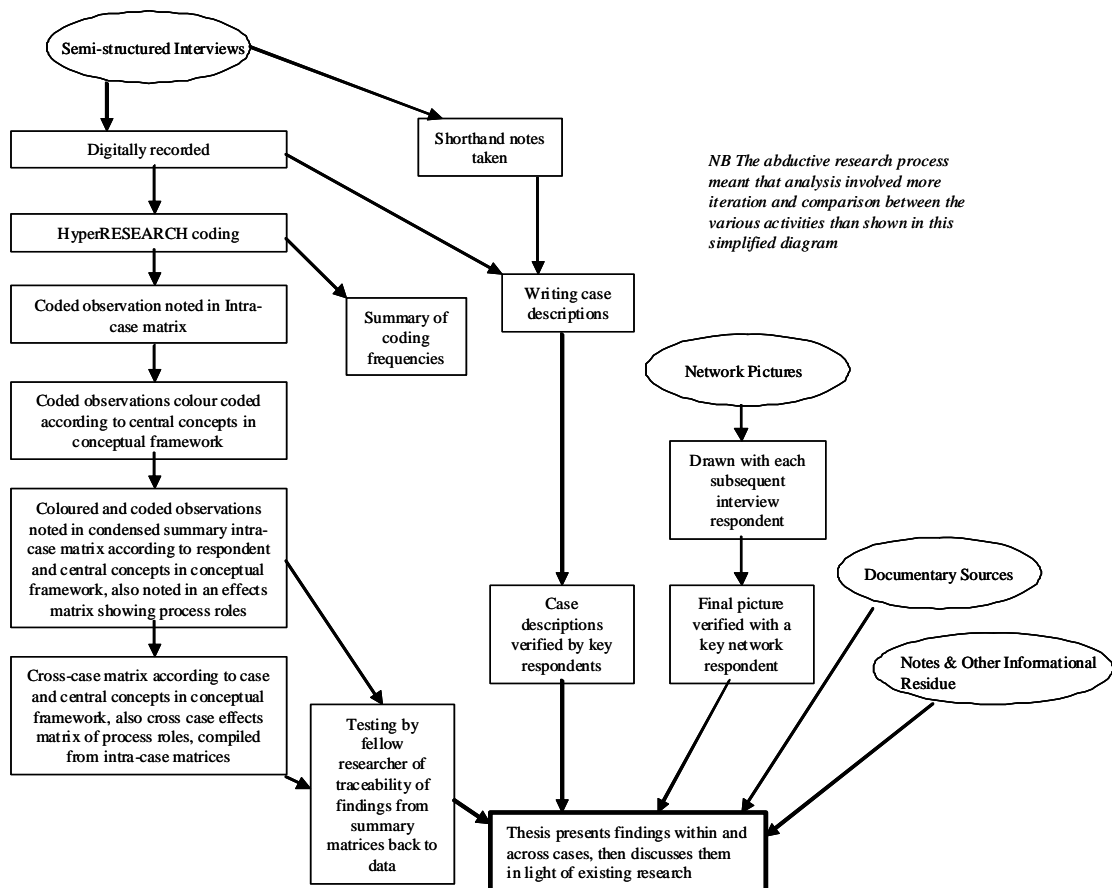 Semi-structured Interviews
Digitally recorded
Shorthand notes
taken
NB The abductive research process
meant that analysis involved more
iteration and comparison between the
various activities than shown in this
simplified diagram
HyperRESEARCH coding
Coded observation noted in Intra-
case matrix
Summary of
coding
frequencies
Writing case
descriptions
Network Pictures
Coded observations colour coded
according to central concepts in
conceptual framework
Drawn with each
subsequent
interview
respondent
Coloured and coded observations
noted in condensed summary intra-
case matrix according to respondent
and central concepts in conceptual
framework, also noted in an effects
matrix showing process roles
Case
descriptions
verified by key
respondents
Final picture
verified with a
key network
respondent
Documentary Sources
Notes & Other Informational
Residue
Cross-case matrix according to case
and central concepts in conceptual
framework, also cross case effects
matrix of process roles, compiled
from intra-case matrices
Testing by
fellow
researcher of
traceability of
findings from
summary
matrices back to
data
Thesis presents findings within and
across cases, then discusses them
in light of existing research